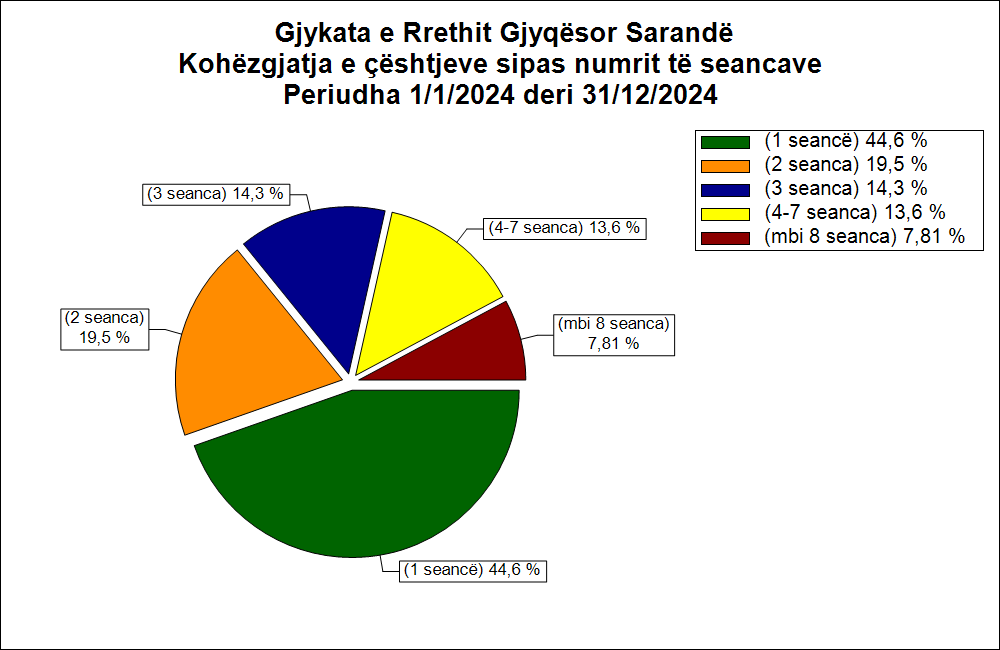 Gjykata e Rrethit Gjyqësor Sarandë
Kohëzgjatja e çështjeve sipas numrit të seancave
Periudha 1/1/2024 deri 31/12/2024
(1 seancë) 44,6 %
(2 seanca) 19,5 %
(3 seanca) 14,3 %
(4-7 seanca) 13,6 %
(mbi 8 seanca) 7,81 %
(3 seanca) 14,3 %
(4-7 seanca) 13,6 %
(2 seanca)
19,5 %
(mbi 8 seanca)
7,81 %
(1 seancë) 44,6 %